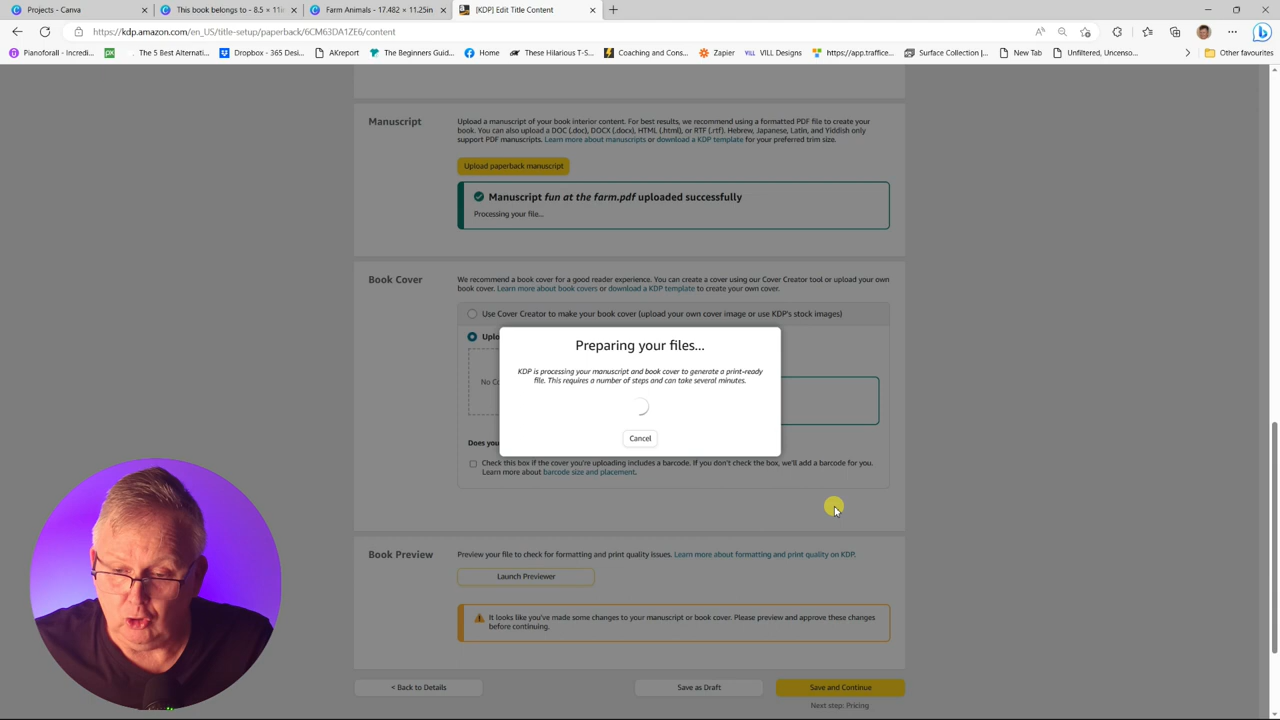 Projects - Canva
This book belongs to - 8.5 × 11in
Farm Animals - 17.482 × 11.25in
[KDP] Edit Title Content
https://kdp.amazon.com/en_US/title-setup/paperback/6CM63DA1ZE6/content
Pianoforall - Incredi...
The 5 Best Alternati...
Dropbox - 365 Desi...
AKreport
The Beginners Guid...
Home
These Hilarious T-S...
Coaching and Cons...
Zapier
VILL Designs
https://app.traffice...
Surface Collection |...
New Tab
Unfiltered, Uncenso...
Other favourites
Manuscript
Upload a manuscript of your book interior content. For best results, we recommend using a formatted PDF file to create your
book. You can also upload a DOC (.doc), DOCX (.docx), HTML (.html), or RTF (.rtf). Hebrew, Japanese, Latin, and Yiddish only
support PDF manuscripts. Learn more about manuscripts or download a KDP template for your preferred trim size.
Upload paperback manuscript
Manuscript fun at the farm.pdf uploaded successfully
Processing your file...
Book Cover
We recommend a book cover for a good reader experience. You can create a cover using our Cover Creator tool or upload your own
book cover. Learn more about book covers or download a KDP template to create your own cover.
Use Cover Creator to make your book cover (upload your own cover image or use KDP's stock images)
Uplo
No Co
Preparing your files...
KDP is processing your manuscript and book cover to generate a print-ready
file. This requires a number of steps and can take several minutes.
Cancel
Does you
Check this box if the cover you're uploading includes a barcode. If you don't check the box, we'll add a barcode for you.
Learn more about barcode size and placement.
Book Preview
Preview your file to check for formatting and print quality issues. Learn more about formatting and print quality on KDP.
Launch Previewer
It looks like you've made some changes to your manuscript or book cover. Please preview and approve these changes
before continuing.
< Back to Details
Save as Draft
Save and Continue
Next step: Pricing